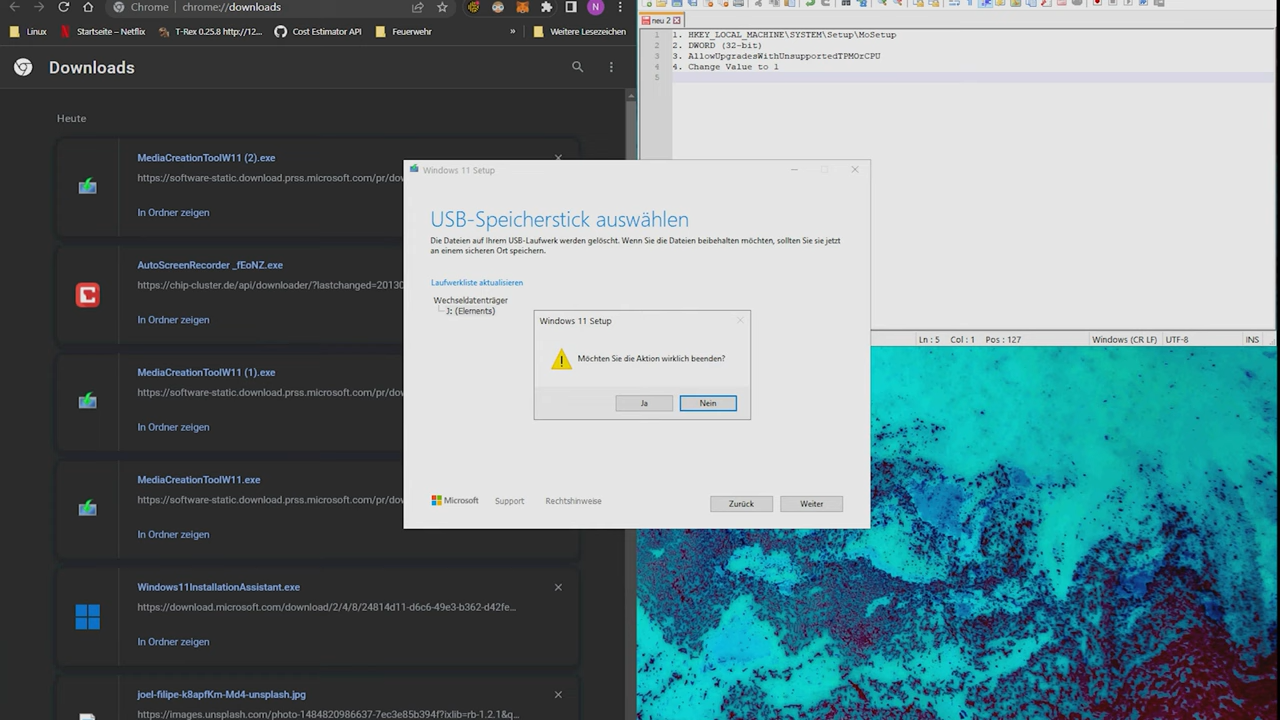 Chrome
chrome://downloads
N
Linux
Startseite – Netflix
T-Rex 0.25.8 http://12...
Cost Estimator API
Feuerwehr
»
Weitere Lesezeichen
Downloads
Heute
MediaCreationToolW11 (2).exe
https://software-static.download.prss.microsoft.com/pr/do
In Ordner zeigen
AutoScreenRecorder _fEoNZ.exe
https://chip-cluster.de/api/downloader/?lastchanged=20130
In Ordner zeigen
MediaCreationToolW11 (1).exe
https://software-static.download.prss.microsoft.com/pr/do
In Ordner zeigen
MediaCreationToolW11.exe
https://software-static.download.prss.microsoft.com/pr/do
In Ordner zeigen
Windows11InstallationAssistant.exe
https://download.microsoft.com/download/2/4/8/24814d11-d6c6-49e3-b362-d42fe...
In Ordner zeigen
joel-filipe-k8apfKm-Md4-unsplash.jpg
https://images.unsplash.com/photo-1484820986637-7ec3e85b394f?ixlib=rb-1.2.1&q...
neu 2
1 1. HKEY_LOCAL_MACHINE\SYSTEM\Setup\MoSetup
2 2. DWORD (32-bit)
3 3. AllowUpgradesWithUnsupportedTPMOrCPU
4 4. Change Value to 1
5
Ln : 5 Col : 1 Pos : 127
Windows (CR LF)
UTF-8
INS
Windows 11 Setup
USB-Speicherstick auswählen
Die Dateien auf Ihrem USB-Laufwerk werden gelöscht. Wenn Sie die Dateien beibehalten möchten, sollten Sie sie jetzt
an einem sicheren Ort speichern.
Laufwerkliste aktualisieren
Wechseldatenträger
J: (Elements)
Windows 11 Setup
Möchten Sie die Aktion wirklich beenden?
Ja
Nein
Microsoft
Support
Rechtshinweise
Zurück
Weiter